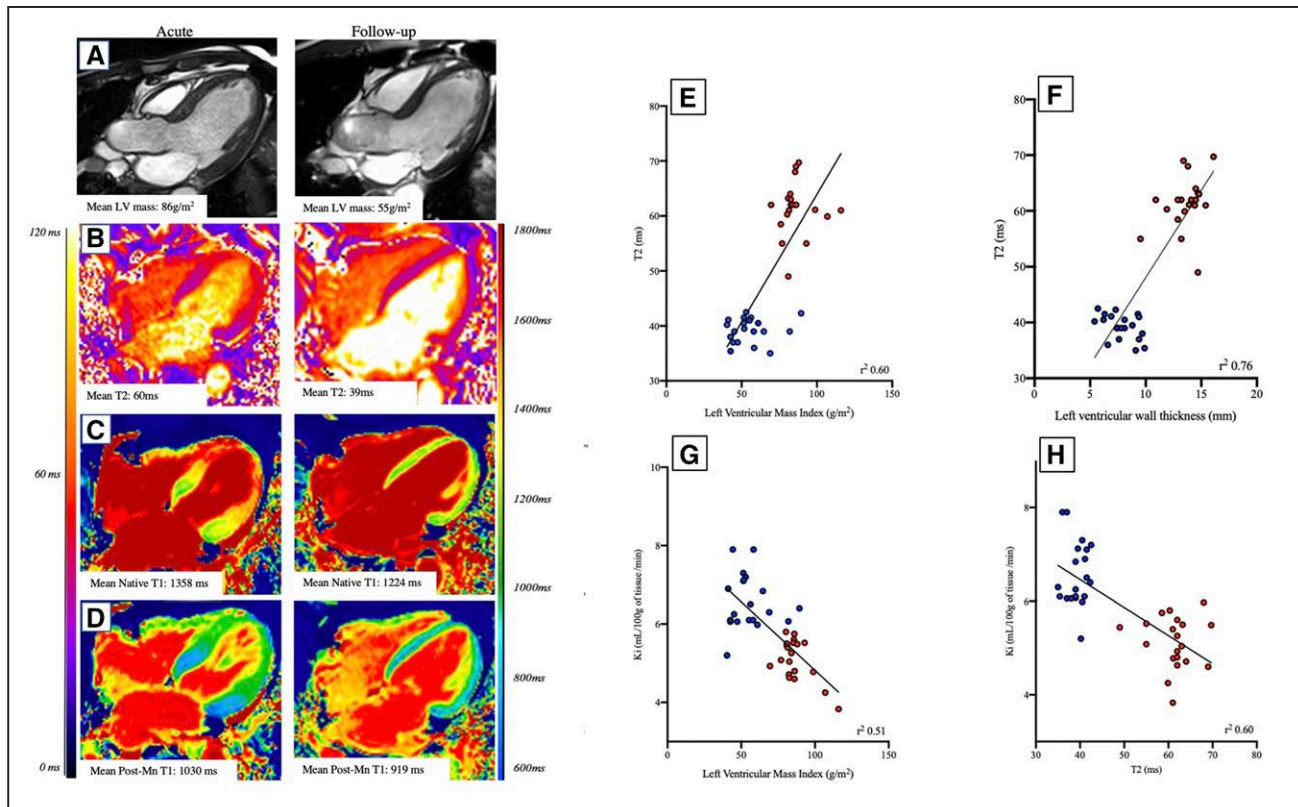 Acute
Follow-up
A
Mean LV mass: 86g/m²
Mean LV mass: 55g/m²
120 ms
60 ms
0 ms
B
Mean T2: 60ms
Mean T2: 39ms
C
Mean Native T1: 1358 ms
Mean Native T1: 1224 ms
D
Mean Post-Mn T1: 1030 ms
Mean Post-Mn T1: 919 ms
1800ms
1600ms
1400ms
1200ms
1000ms
800ms
600ms
E
T2 (ms)
80
70
60
50
40
30
0
50
100
150
r² 0.60
Left Ventricular Mass Index (g/m²)
F
T2 (ms)
80
70
60
50
40
30
0
5
10
15
20
r² 0.76
Left ventricular wall thickness (mm)
G
Ki (mL/100g of tissue/min)
10
8
6
4
0
50
100
150
r² 0.51
Left Ventricular Mass Index (g/m²)
H
Ki (mL/100g of tissue /min)
8
6
4
30
40
50
60
70
80
r² 0.60
T2 (ms)